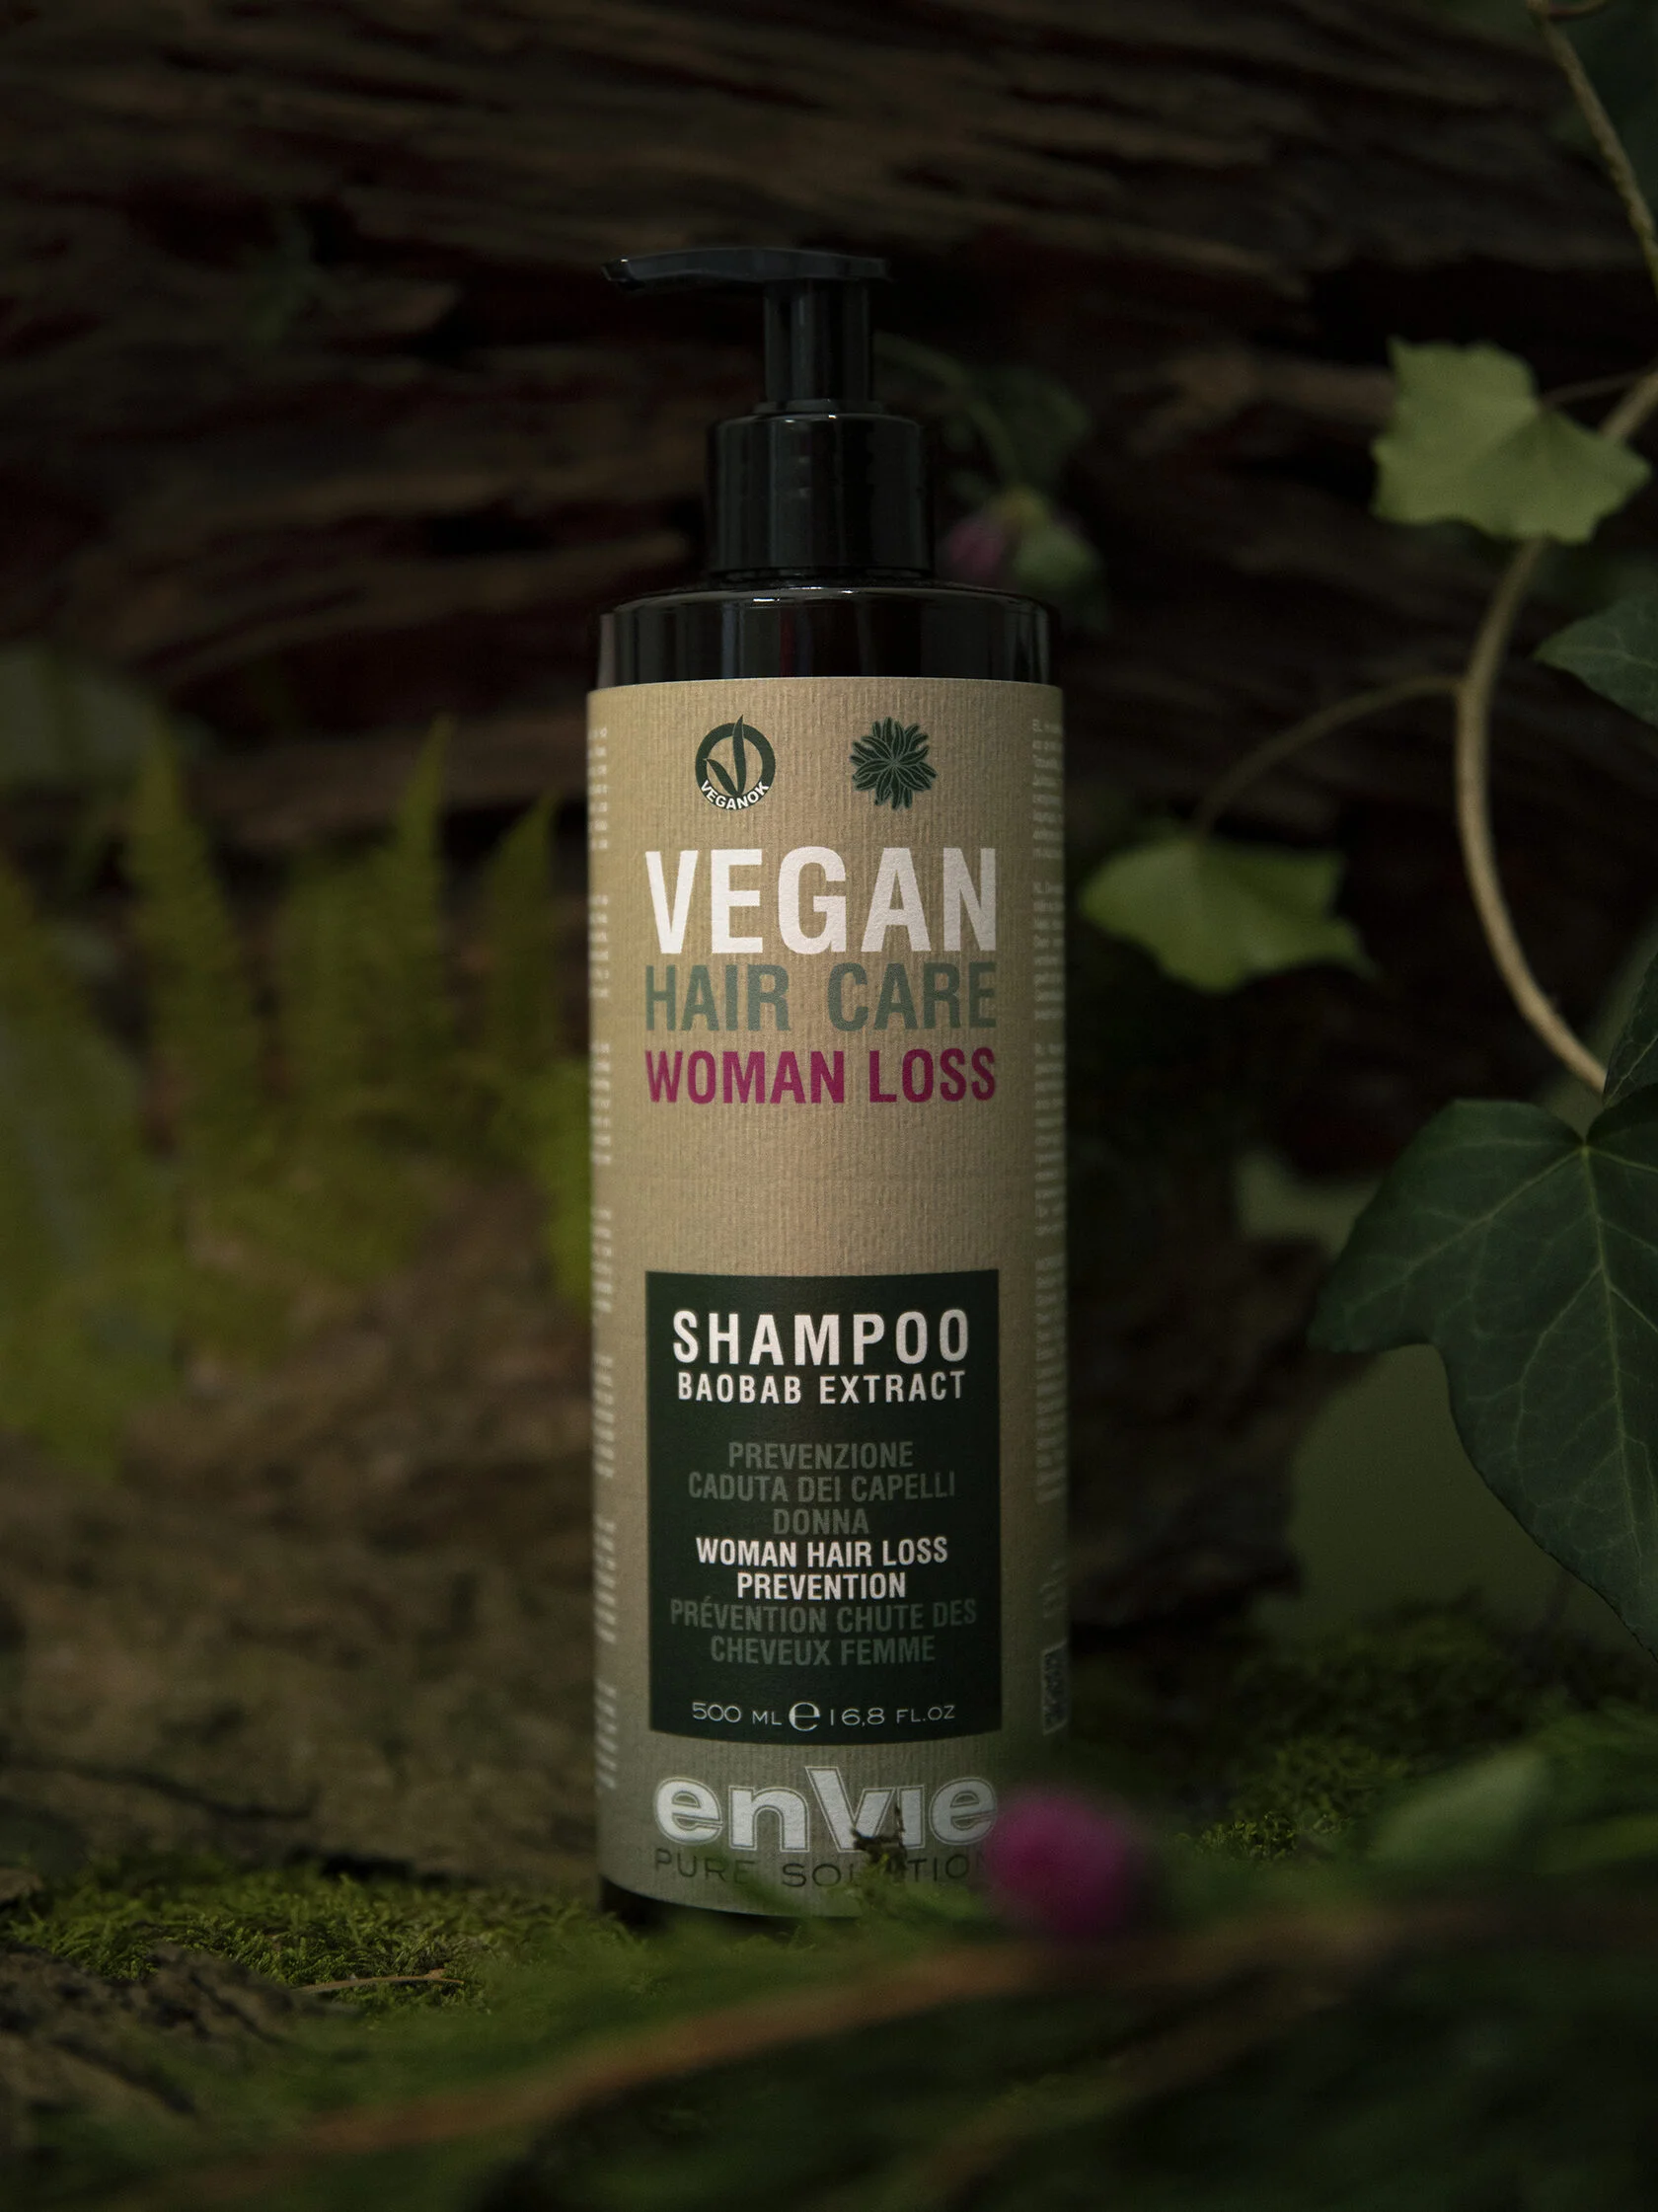 VEGANOK
VEGAN
HAIR CARE
WOMAN LOSS
SHAMPOO
BAOBAB EXTRACT
PREVENZIONE
CADUTA DEI CAPELLI
DONNA
WOMAN HAIR LOSS
PREVENTION
PRÉVENTION CHUTE DES
CHEVEUX FEMME
500 ML e 16,8 FL.OZ
enVie
PURE SOLUTION